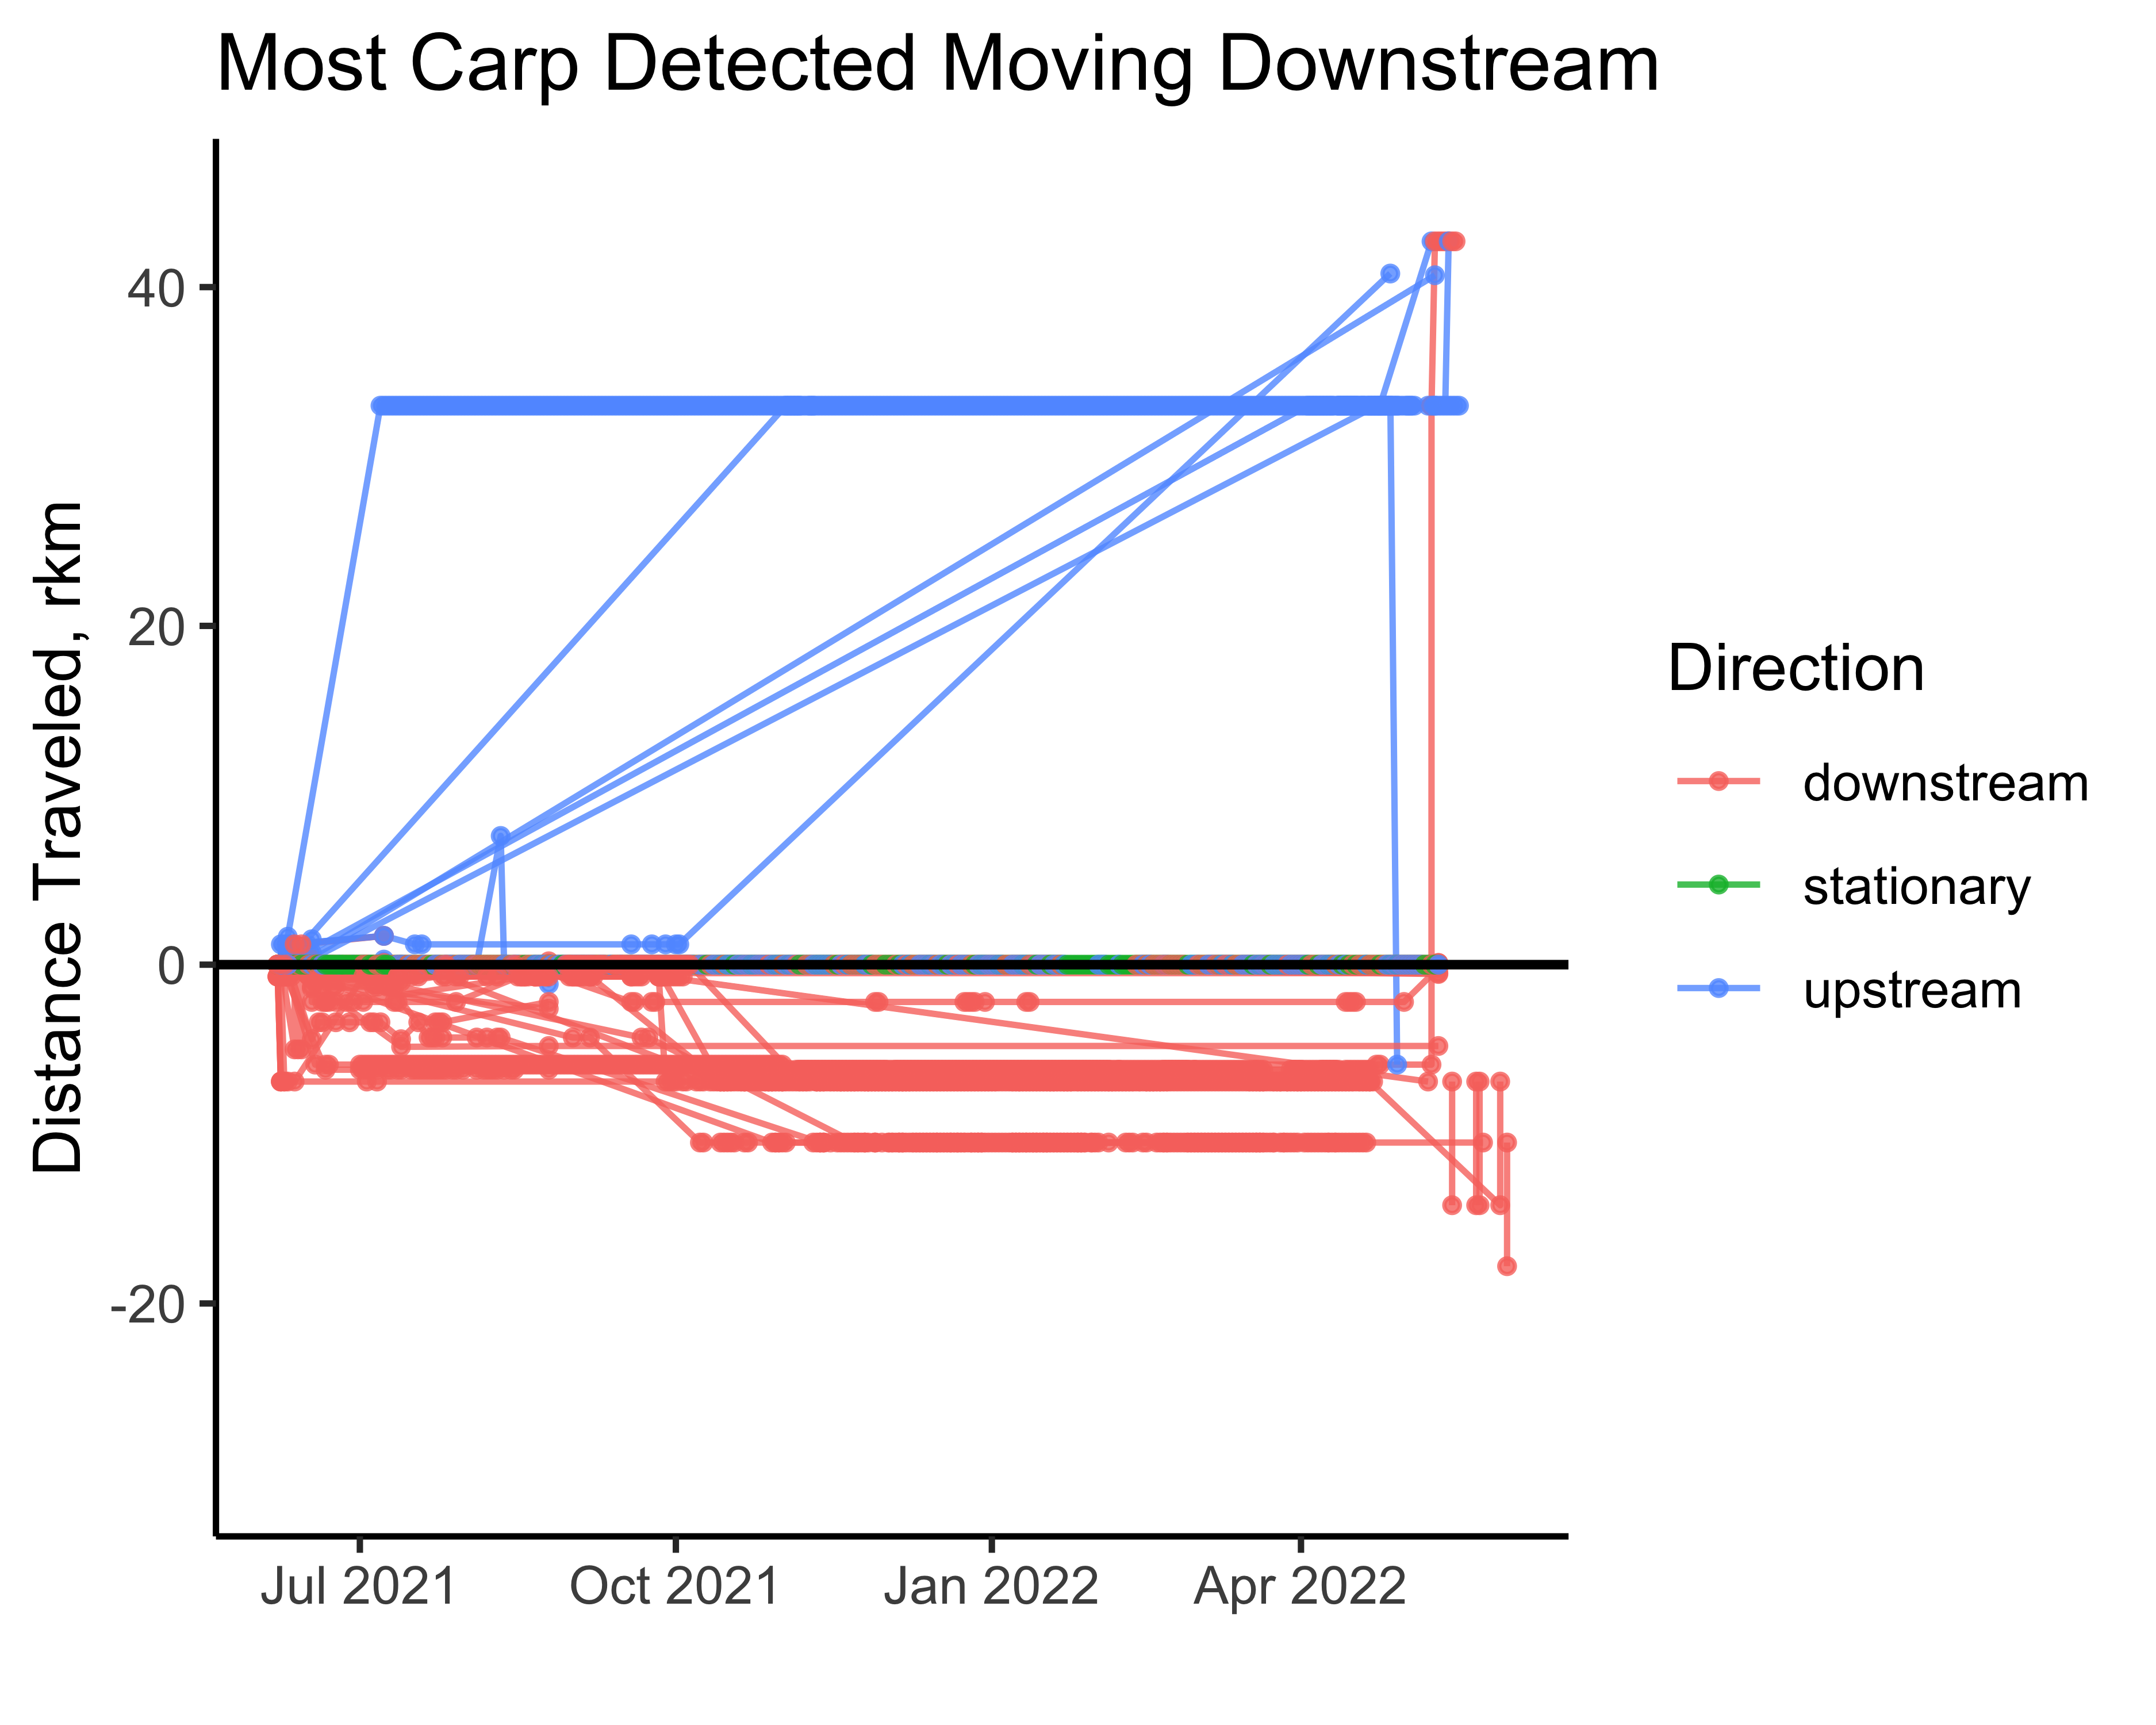 Most Carp Detected Moving Downstream
Distance Traveled, rkm
40
20
0
-20
Jul 2021
Oct 2021
Jan 2022
Apr 2022
Direction
downstream
stationary
upstream